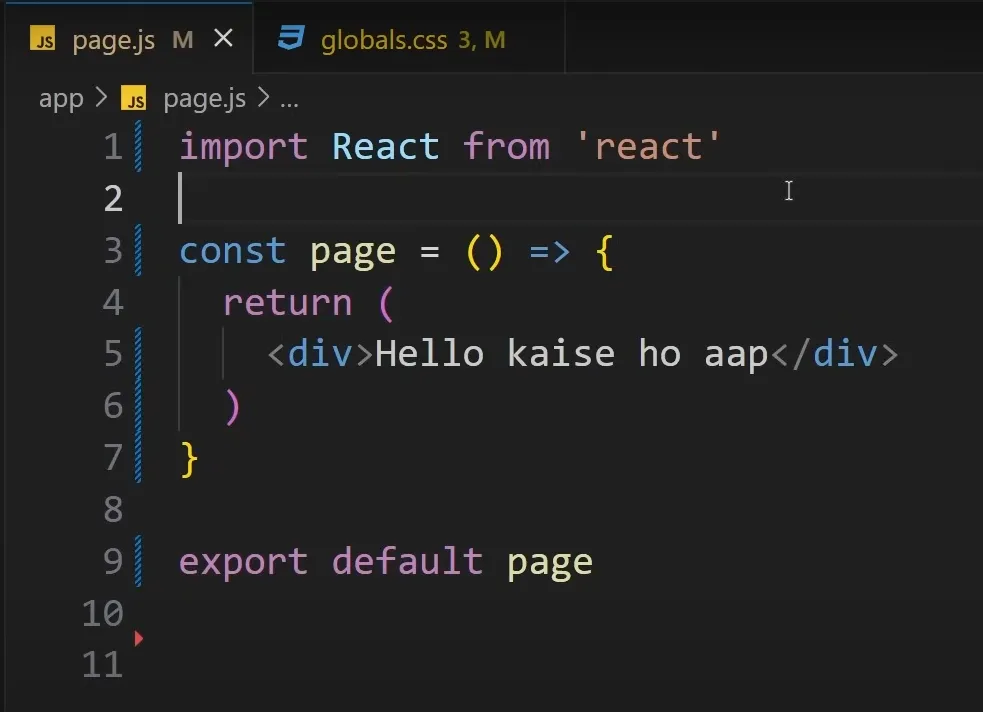 JS page.js M ×
globals.css 3, M
app > JS page.js > ...
1 import React from 'react'
2
3 const page = () => {
4   return (
5     <div>Hello kaise ho aap</div>
6   )
7 }
8
9 export default page
10
11